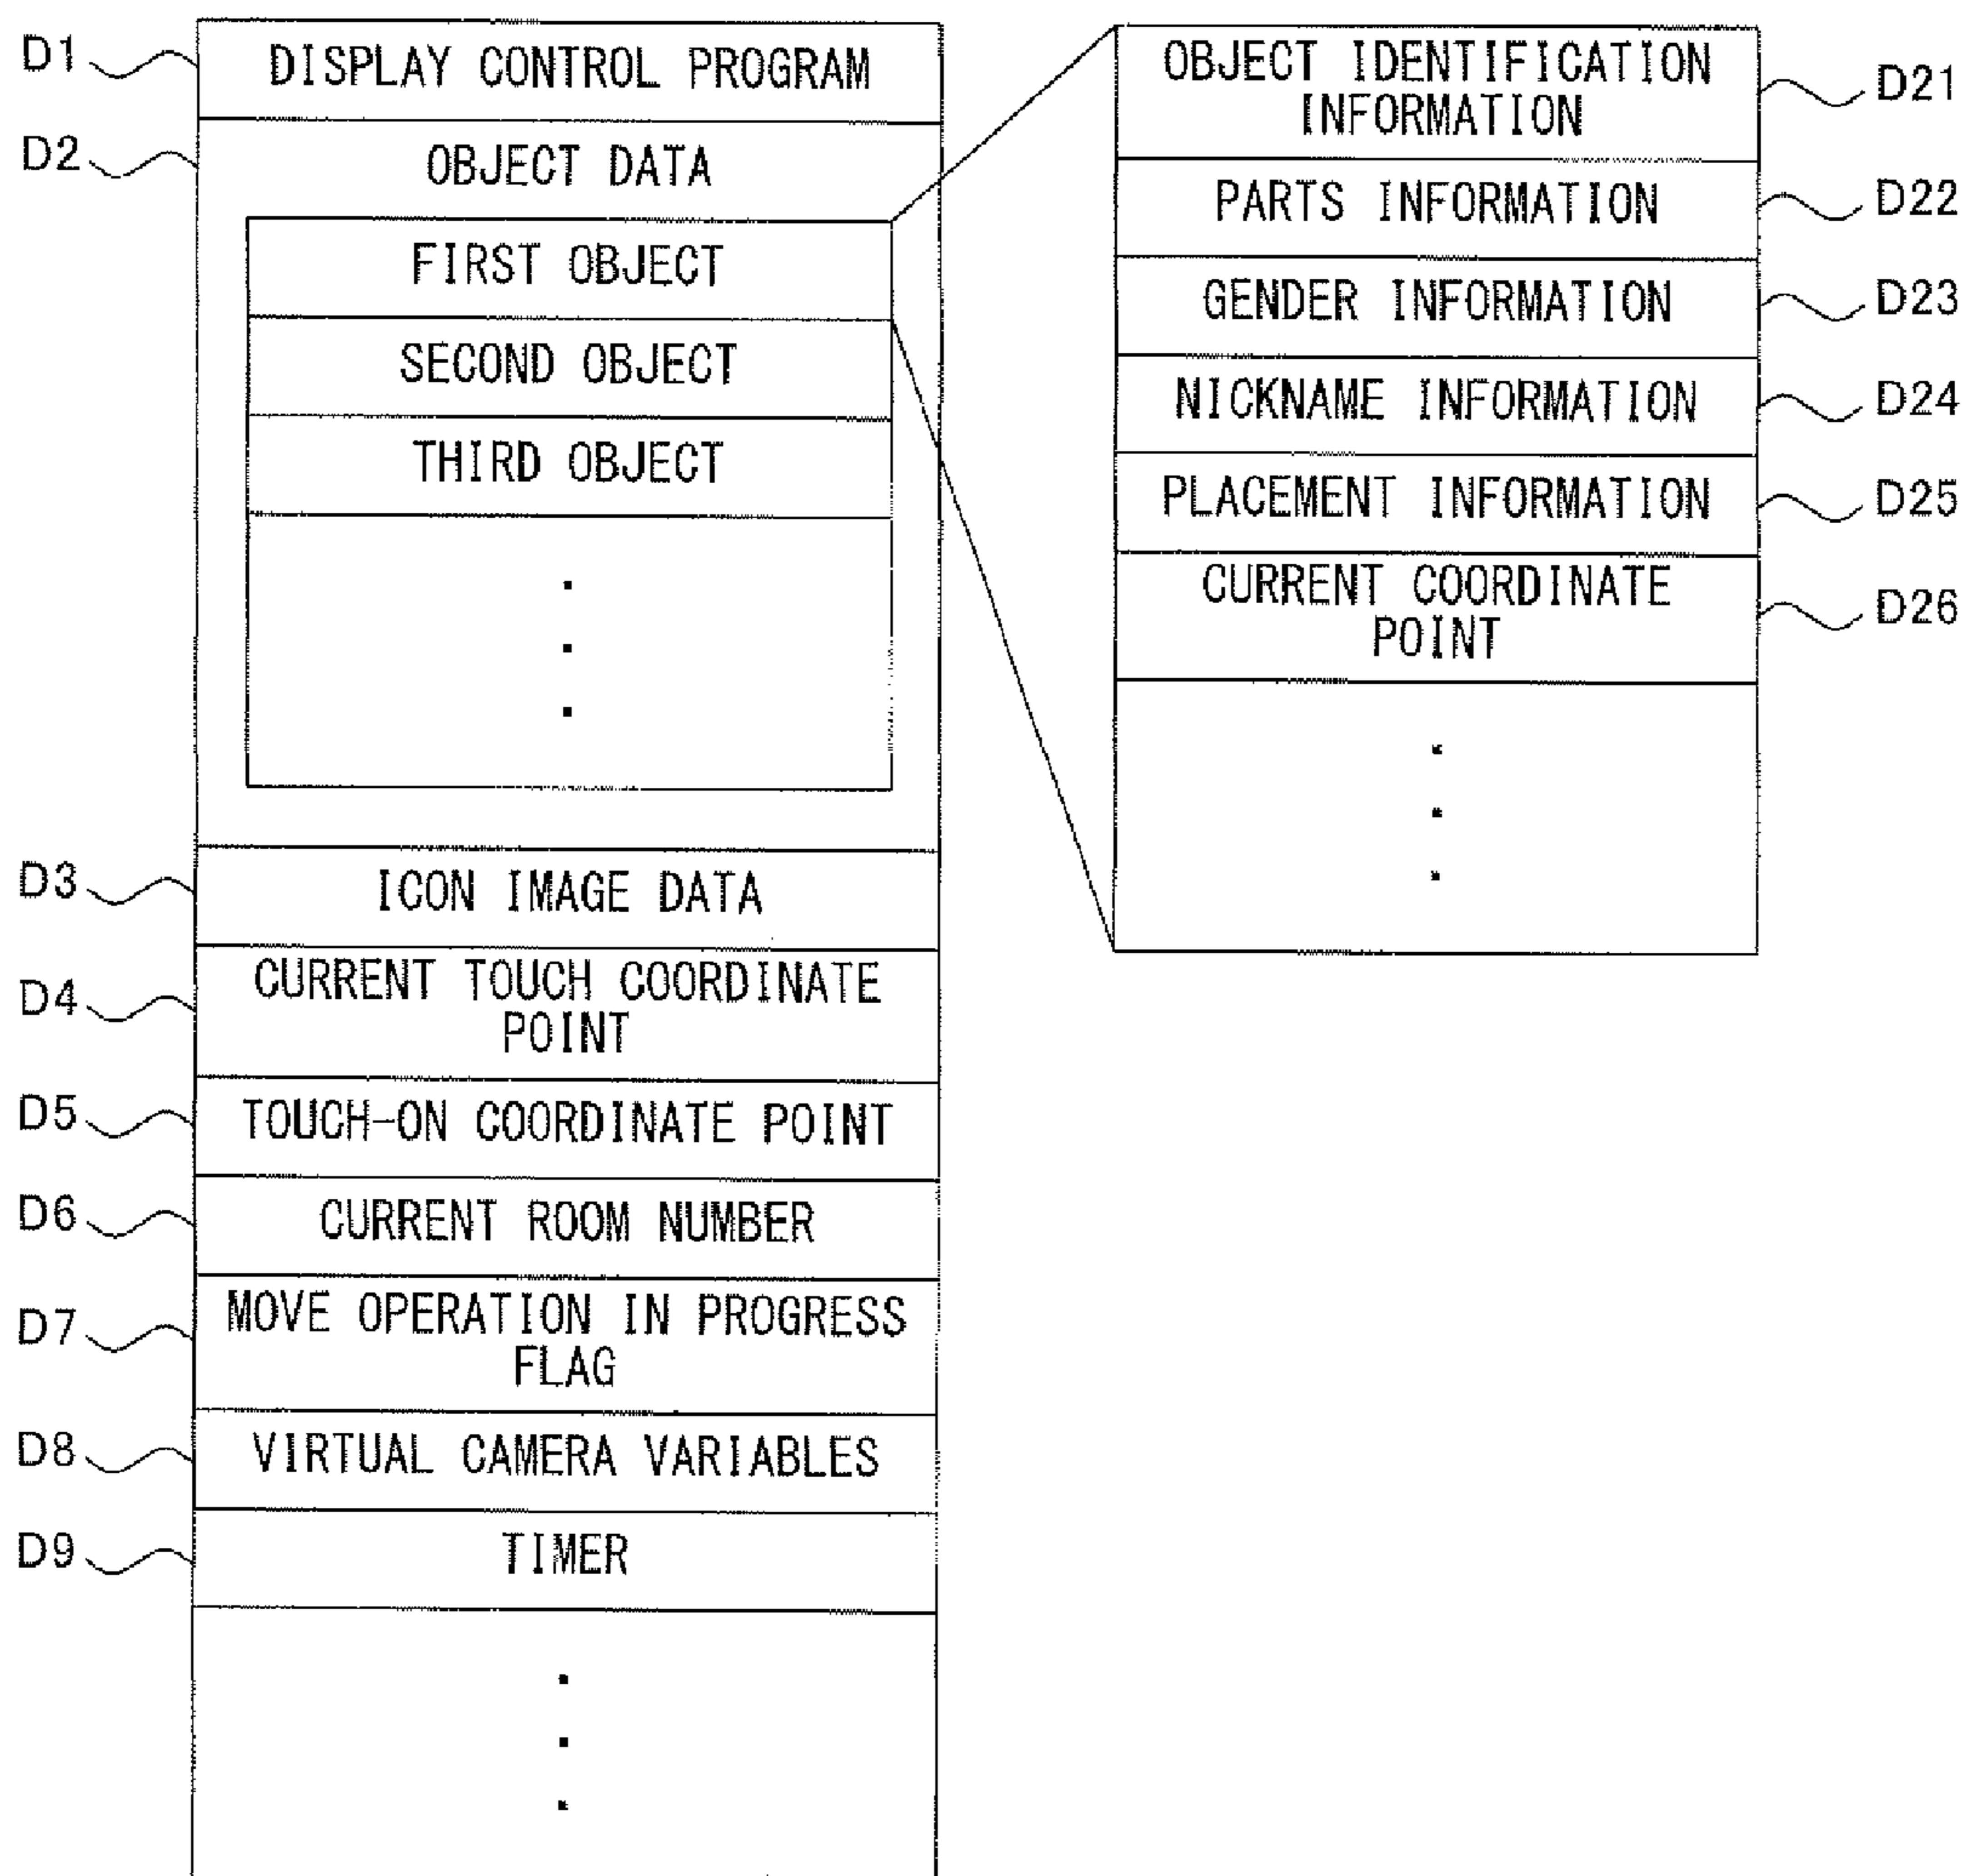 D1
DISPLAY CONTROL PROGRAM
D2
OBJECT DATA
FIRST OBJECT
SECOND OBJECT
THIRD OBJECT
D3
ICON IMAGE DATA
D4
CURRENT TOUCH COORDINATE
POINT
D5
TOUCH-ON COORDINATE POINT
D6
CURRENT ROOM NUMBER
D7
MOVE OPERATION IN PROGRESS
FLAG
D8
VIRTUAL CAMERA VARIABLES
D9
TIMER
OBJECT IDENTIFICATION
INFORMATION
D21
PARTS INFORMATION
D22
GENDER INFORMATION
D23
NICKNAME INFORMATION
D24
PLACEMENT INFORMATION
D25
CURRENT COORDINATE
POINT
D26